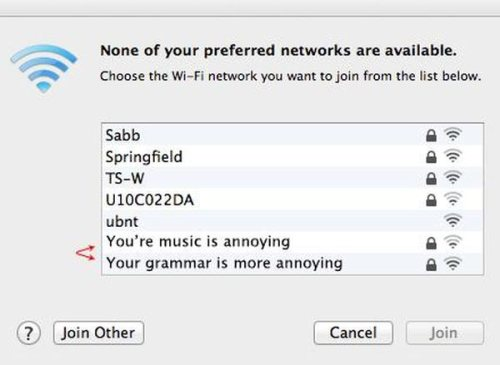 None of your preferred networks are available.
Choose the Wi-Fi network you want to join from the list below.
Sabb
Springfield
TS-W
U10C022DA
ubnt
You're music is annoying
Your grammar is more annoying
?
Join Other
Cancel
Join